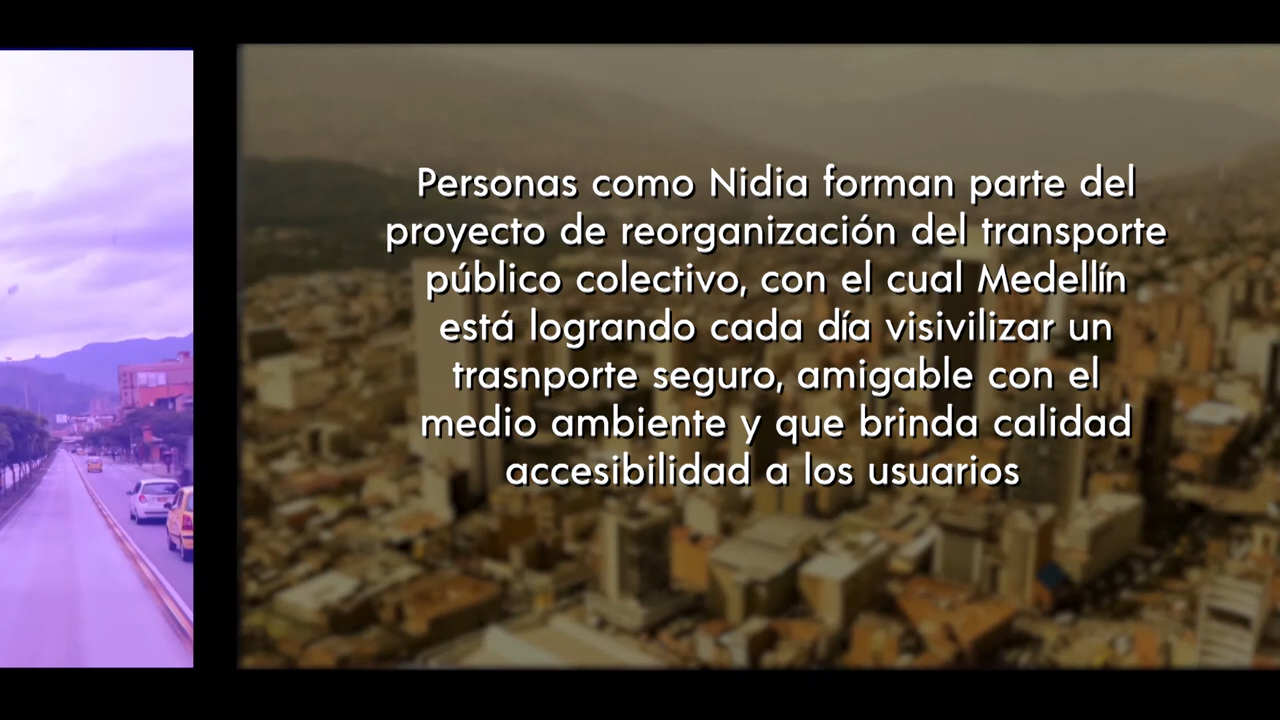 Personas como Nidia forman parte del
proyecto de reorganización del transporte
público colectivo, con el cual Medellín
está logrando cada día visivilizar un
trasnporte seguro, amigable con el
medio ambiente y que brinda calidad
accesibilidad a los usuarios